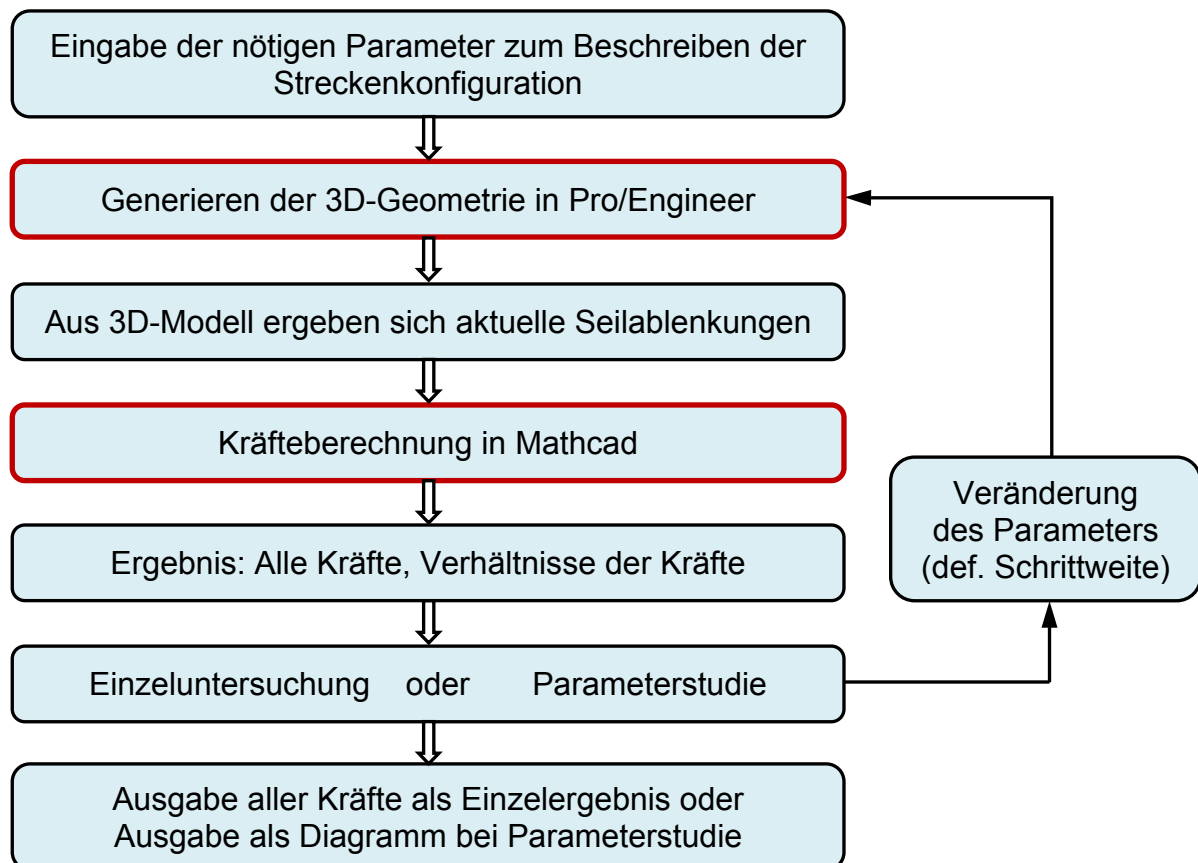 Eingabe der nötigen Parameter zum Beschreiben der
Streckenkonfiguration
Generieren der 3D-Geometrie in Pro/Engineer
Aus 3D-Modell ergeben sich aktuelle Seilablenkungen
Kräfteberechnung in Mathcad
Ergebnis: Alle Kräfte, Verhältnisse der Kräfte
Einzeluntersuchung oder Parameterstudie
Ausgabe aller Kräfte als Einzelergebnis oder
Ausgabe als Diagramm bei Parameterstudie
Veränderung
des Parameters
(def. Schrittweite)